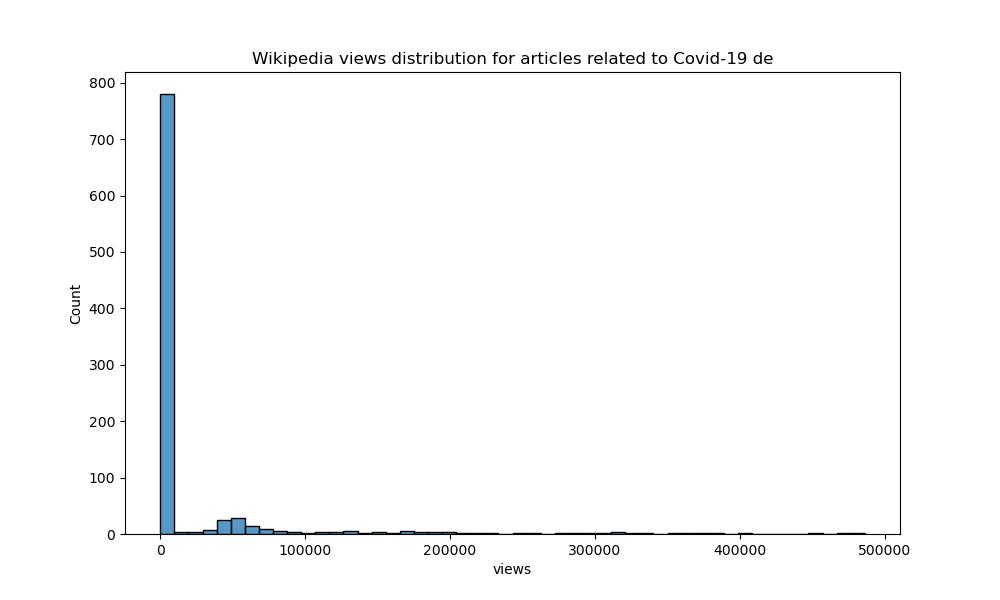 Wikipedia views distribution for articles related to Covid-19 de
800
700
600
500
400
300
200
100
0
Count
0 100000 200000 300000 400000 500000
views